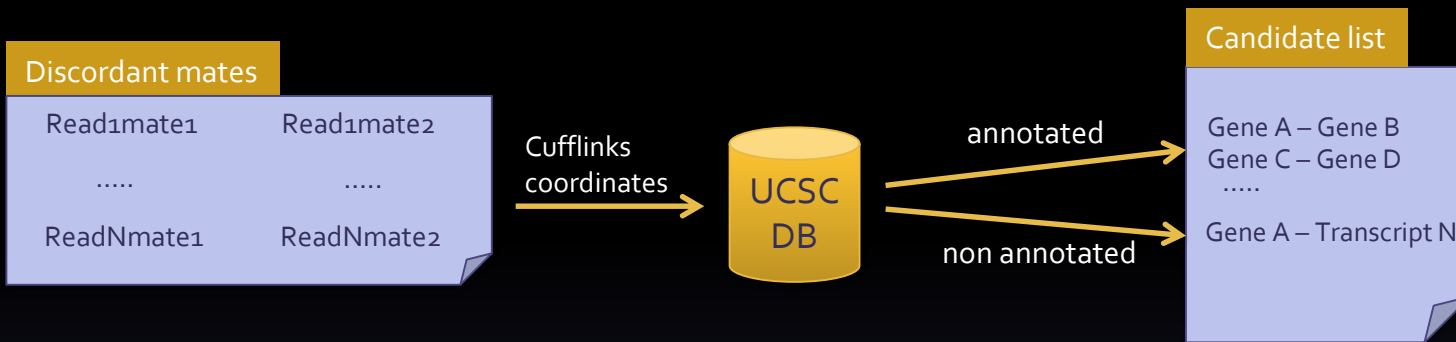 Discordant mates
Read1mate1 Read1mate2
..... .....
ReadNmate1 ReadNmate2
Cufflinks
coordinates
UCSC
DB
annotated
non annotated
Candidate list
Gene A – Gene B
Gene C – Gene D
.....
Gene A – Transcript N